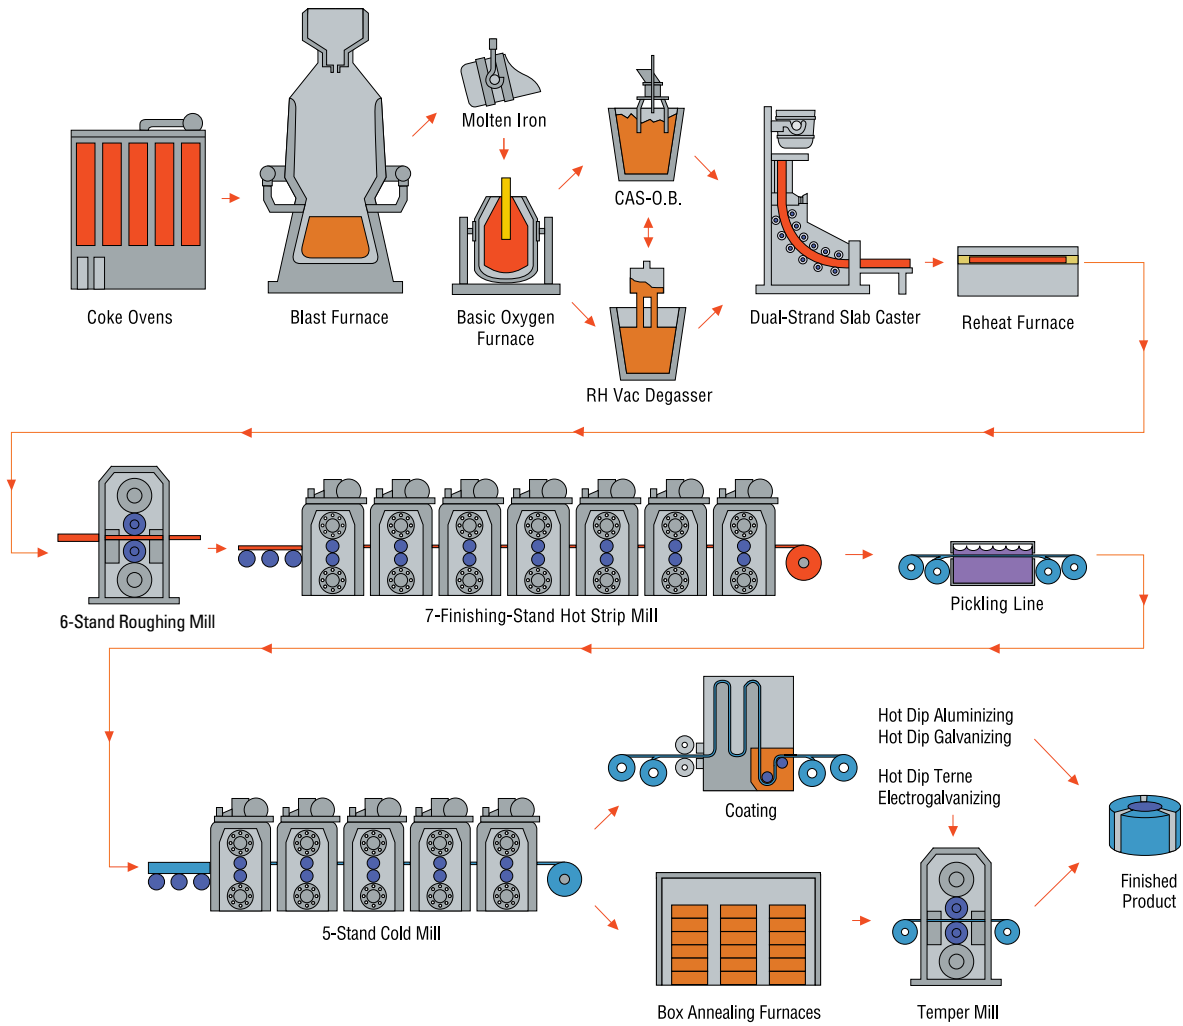 Molten Iron
CAS-O.B.
Coke Ovens
Blast Furnace
Basic Oxygen
Furnace
RH Vac Degasser
Dual-Strand Slab Caster
Reheat Furnace
6-Stand Roughing Mill
7-Finishing-Stand Hot Strip Mill
Pickling Line
Hot Dip Aluminizing
Hot Dip Galvanizing
Hot Dip Terne
Electrogalvanizing
Coating
5-Stand Cold Mill
Box Annealing Furnaces
Temper Mill
Finished
Product